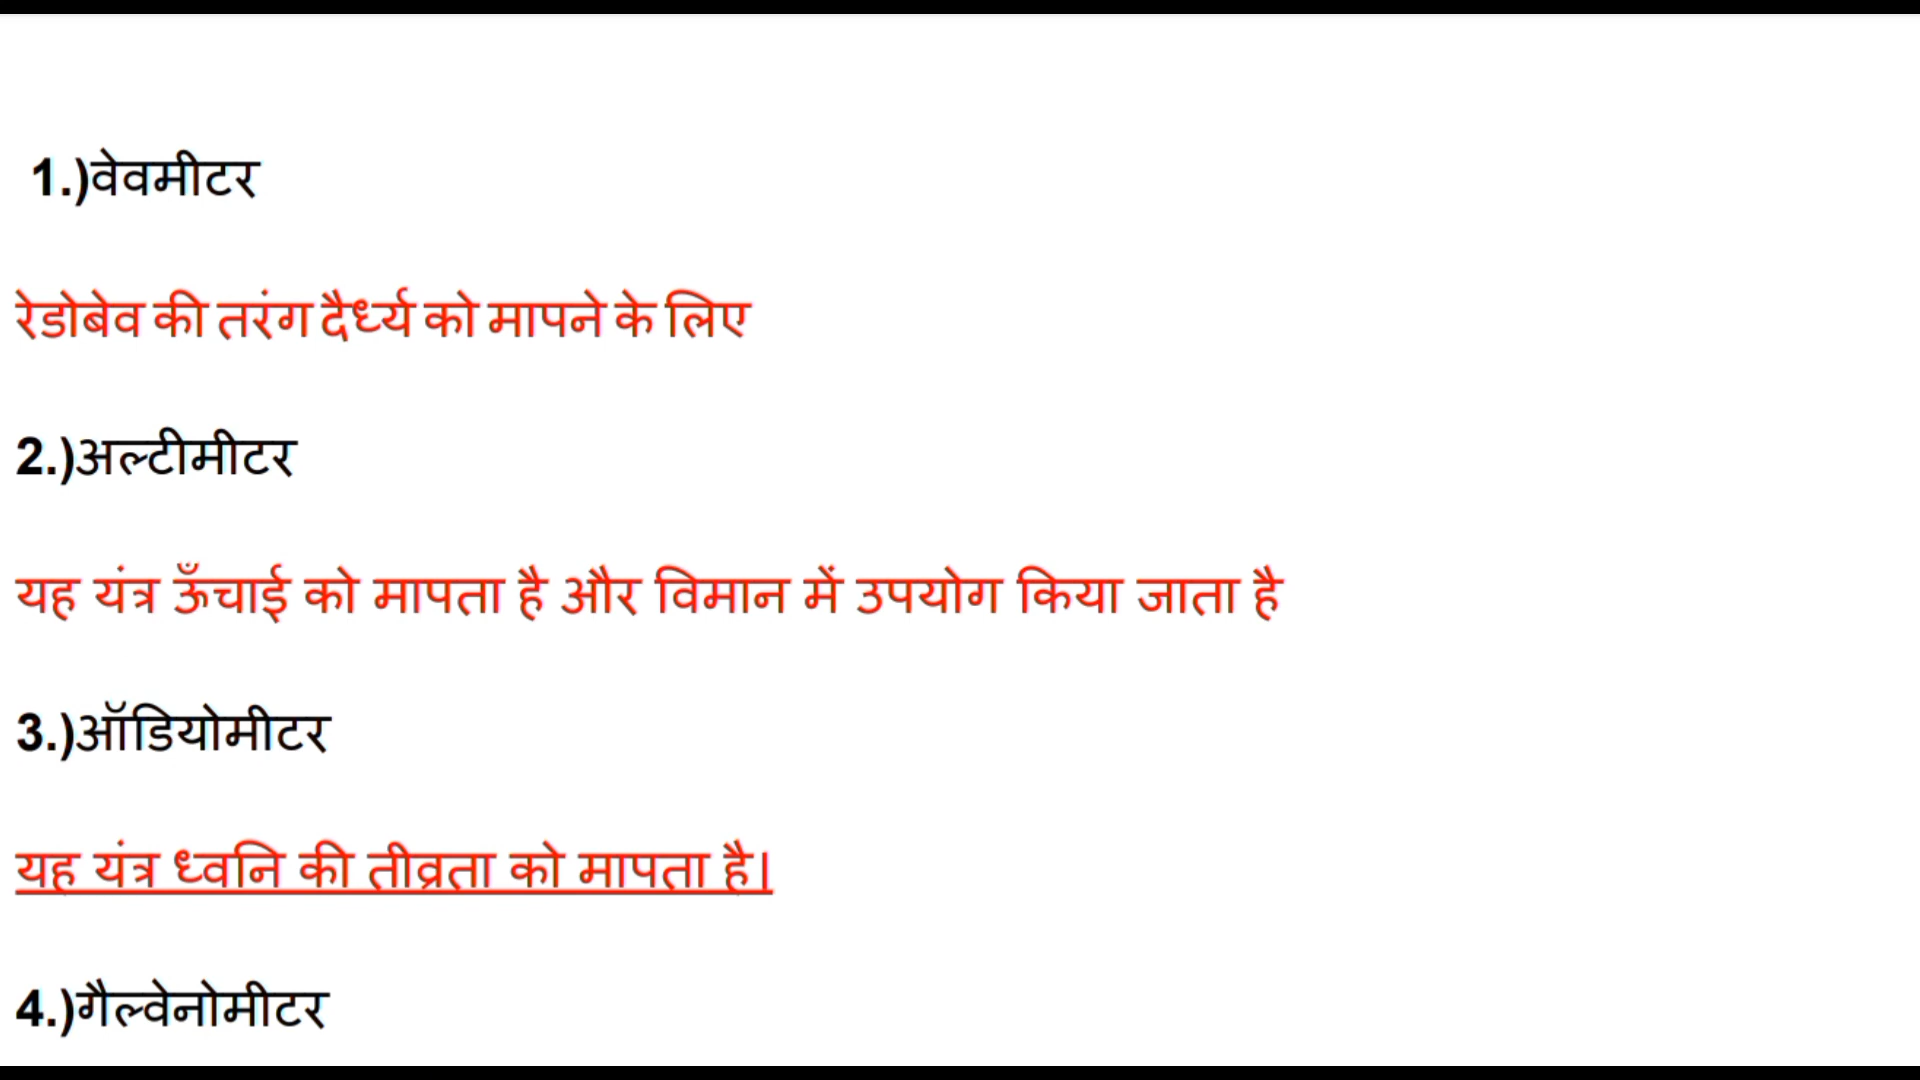 1.)वेवमीटर
रेडोबेव की तरंग दैर्ध्य को मापने के लिए
2.)अल्टीमीटर
यह यंत्र ऊँचाई को मापता है और विमान में उपयोग किया जाता है
3.)ऑडियोमीटर
यह यंत्र ध्वनि की तीव्रता को मापता है।
4.)गैल्वेनोमीटर